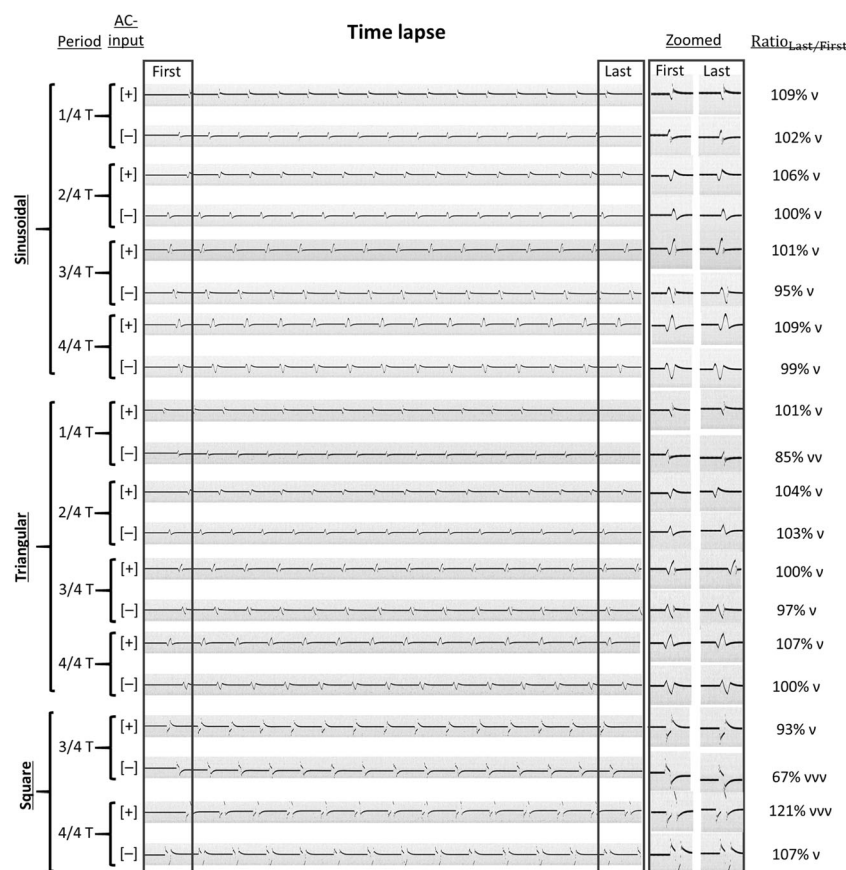 Period AC-input Time lapse Zoomed Ratio Last/First
First Last First Last
Sinusoidal
1/4 T [+] 109% v
[–] 102% v
2/4 T [+] 106% v
[–] 100% v
3/4 T [+] 101% v
[–] 95% v
4/4 T [+] 109% v
[–] 99% v
Triangular
1/4 T [+] 101% v
[–] 85% vv
2/4 T [+] 104% v
[–] 103% v
3/4 T [+] 100% v
[–] 97% v
4/4 T [+] 107% v
[–] 100% v
Square
3/4 T [+] 93% v
[–] 67% vvv
4/4 T [+] 121% vvv
[–] 107% v